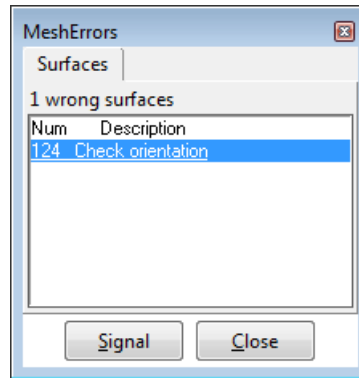 MeshErrors
Surfaces
1 wrong surfaces
Num Description
124 Check orientation
Signal Close